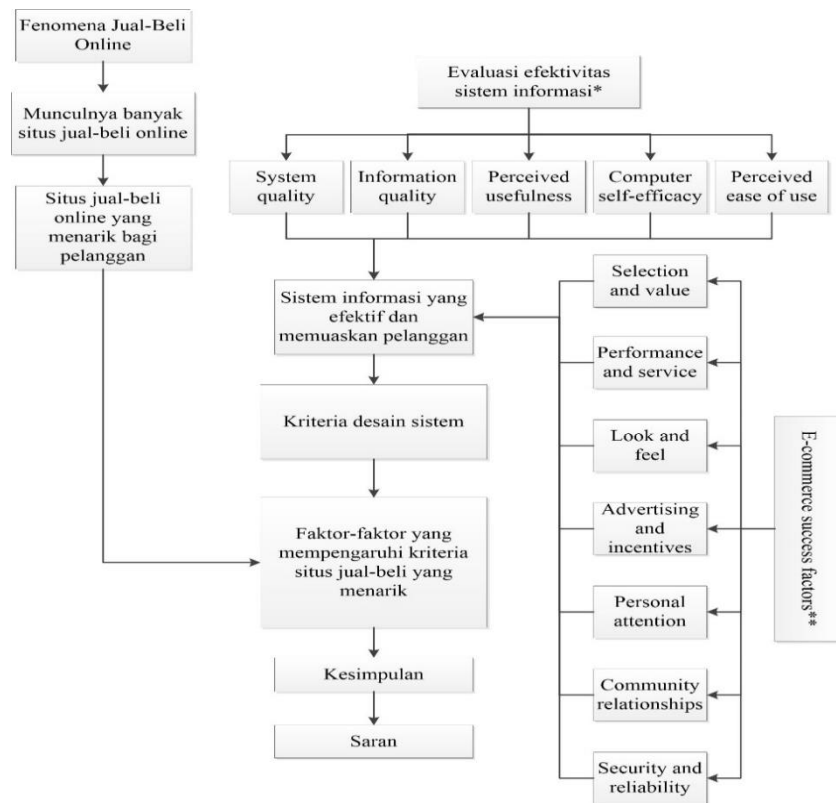 Fenomena Jual-Beli
Online
Munculnya banyak
situs jual-beli online
Situs jual-beli
online yang
menarik bagi
pelanggan
Evaluasi efektivitas
sistem informasi*
System
quality
Information
quality
Perceived
usefulness
Computer
self-efficacy
Perceived
ease of use
Sistem informasi yang
efektif dan
memuaskan pelanggan
Kriteria desain sistem
Faktor-faktor yang
mempengaruhi kriteria
situs jual-beli yang
menarik
Kesimpulan
Saran
Selection
and value
Performance
and service
Look and
feel
Advertising
and
incentives
Personal
attention
Community
relationships
Security and
reliability
E-commerce success factors**